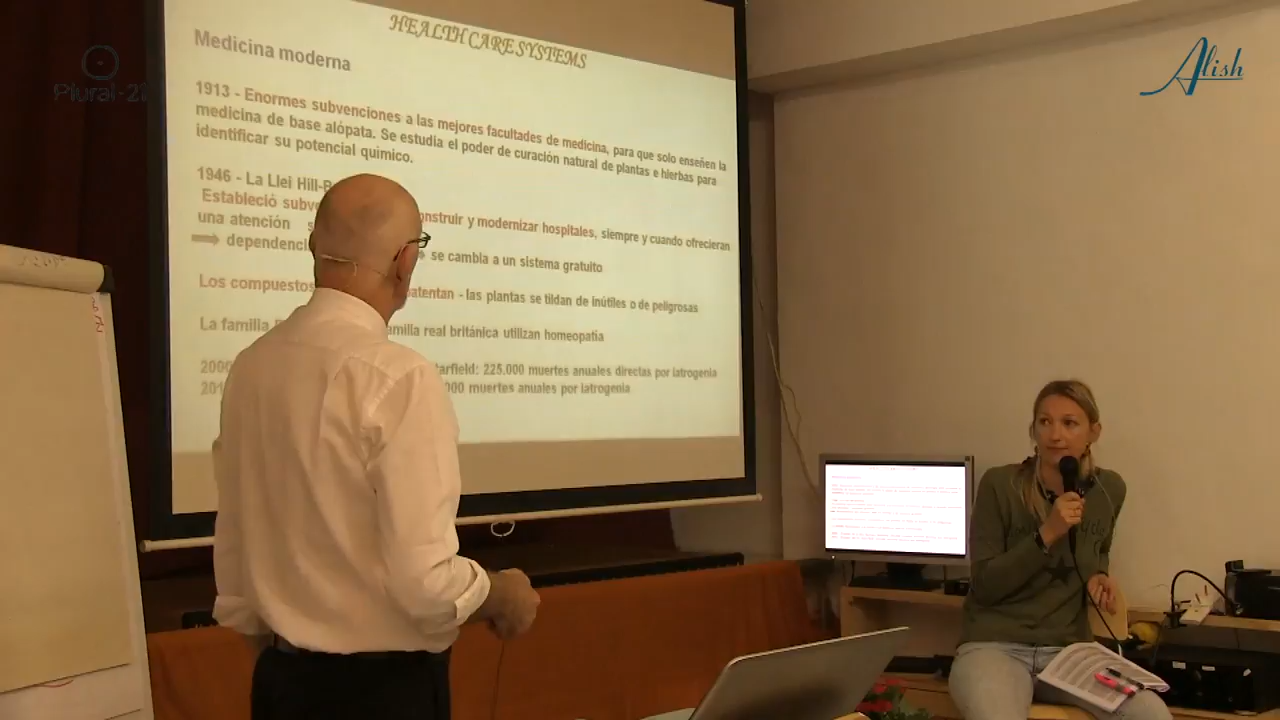 HEALTH CARE SYSTEMS
Medicina moderna
1913 - Enormes subvenciones a las mejores facultades de medicina, para que solo enseñen la
medicina de base alópata. Se estudia el poder de curación natural de plantas e hierbas para
identificar su potencial químico.
1946 - La Llei Hill-B
Estableció subv onstruir y modernizar hospitales, siempre y cuando ofrecieran
una atención s
dependenci se cambia a un sistema gratuito
Los compuestos patentan - las plantas se tildan de inútiles o de peligrosas
La familia amilia real británica utilizan homeopatía
2000 tarfield: 225.000 muertes anuales directas por iatrogenia
201 000 muertes anuales por iatrogenia
Plural-21
Alish